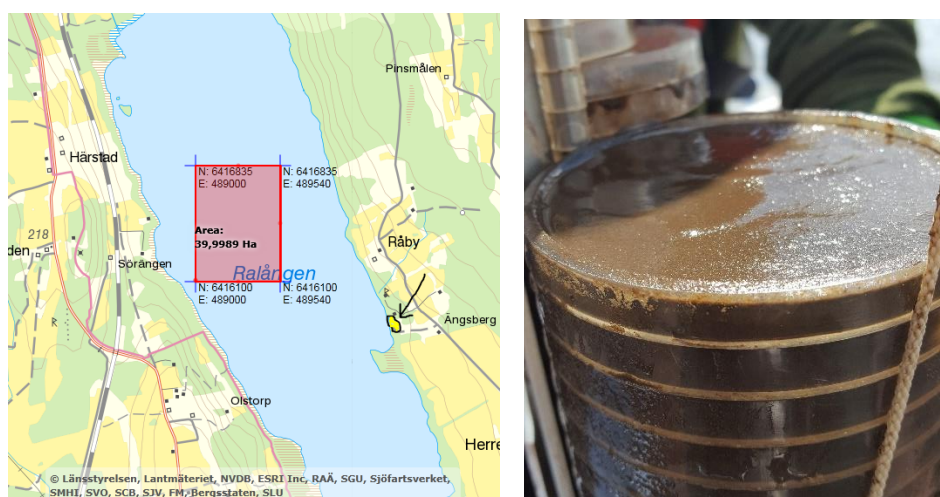 Pinsmålen
Härstad
N: 6416835
E: 489000
N: 6416835
E: 489540
218
den
Area:
39,9989 Ha
Råby
Sörängen
Ralången
N: 6416100
E: 489000
N: 6416100
E: 489540
Ängsberg
Olstorp
Herre
© Länsstyrelsen, Lantmäteriet, NVDB, ESRI Inc, RAÄ, SGU, Sjöfartsverket,
SMHI, SVO, SCB, SJV, FM, Bergsstaten, SLU